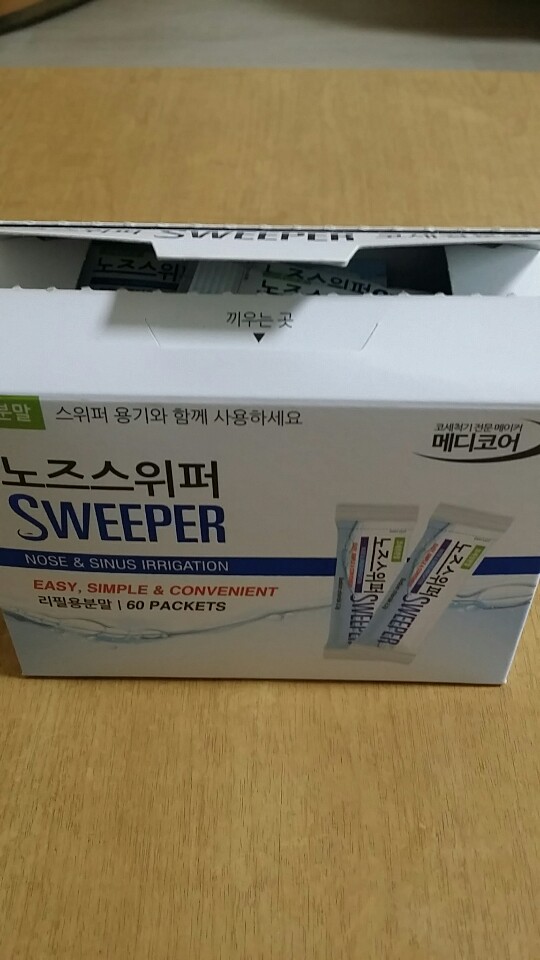 SWEEPER
노즈스위퍼
노즈스위퍼
끼우는 곳
분말
스위퍼 용기와 함께 사용하세요
코세척기 전문 메이커
메디코어
노즈스위퍼
SWEEPER
NOSE & SINUS IRRIGATION
EASY, SIMPLE & CONVENIENT
리필용분말 | 60 PACKETS
노즈스위퍼
SWEEPER
노즈스위퍼
SWEEPER